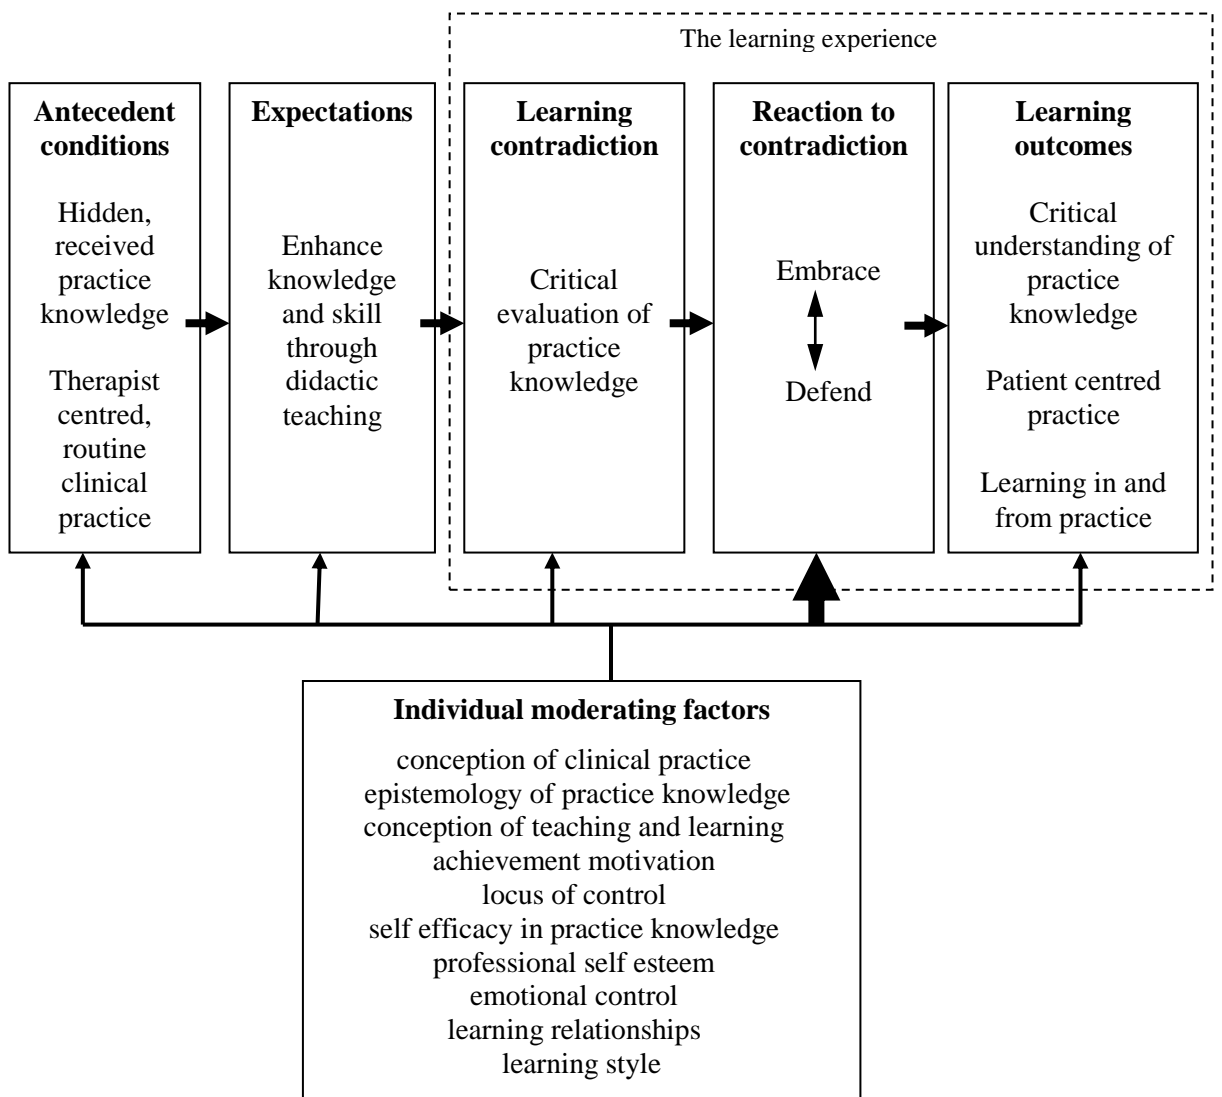 The learning experience
Antecedent
conditions
Hidden,
received
practice
knowledge
Therapist
centred,
routine
clinical
practice
Expectations
Enhance
knowledge
and skill
through
didactic
teaching
Learning
contradiction
Critical
evaluation of
practice
knowledge
Reaction to
contradiction
Embrace
Defend
Learning
outcomes
Critical
understanding of
practice
knowledge
Patient centred
practice
Learning in and
from practice
Individual moderating factors
conception of clinical practice
epistemology of practice knowledge
conception of teaching and learning
achievement motivation
locus of control
self efficacy in practice knowledge
professional self esteem
emotional control
learning relationships
learning style